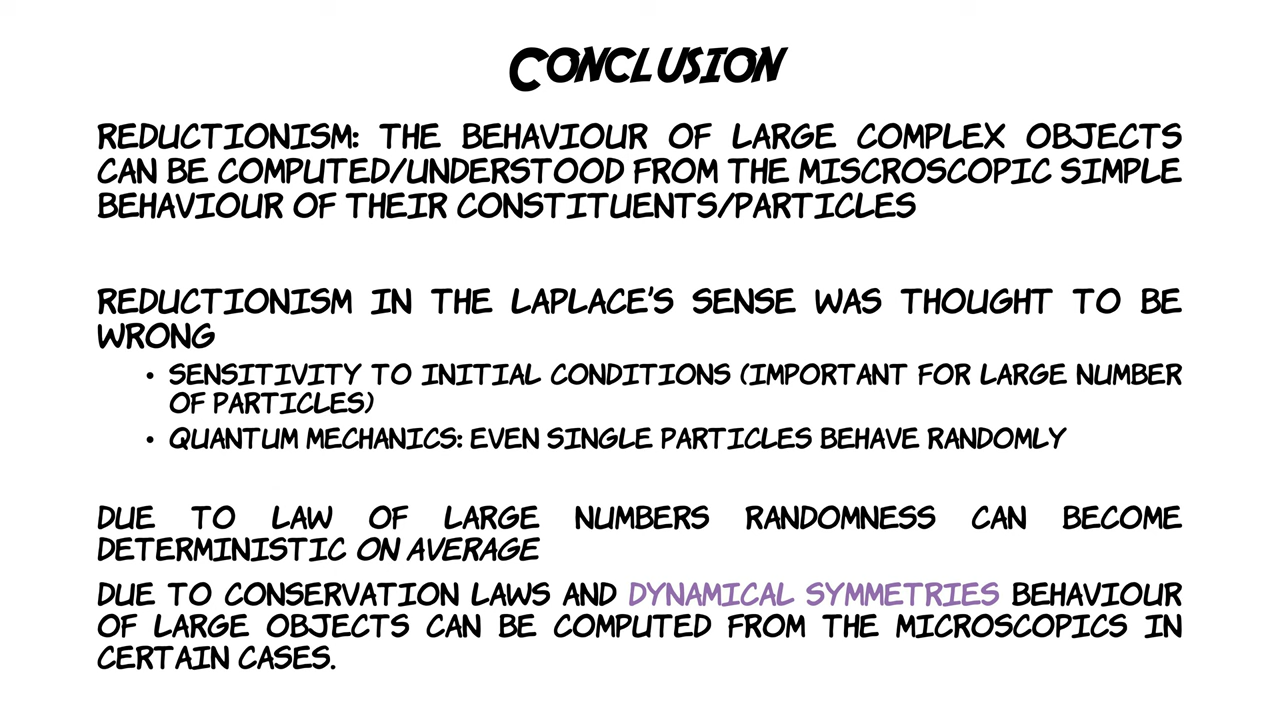 CONCLUSION
REDUCTIONISM: THE BEHAVIOUR OF LARGE COMPLEX OBJECTS
CAN BE COMPUTED/UNDERSTOOD FROM THE MISCROSCOPIC SIMPLE
BEHAVIOUR OF THEIR CONSTITUENTS/PARTICLES
REDUCTIONISM IN THE LAPLACE'S SENSE WAS THOUGHT TO BE
WRONG
• SENSITIVITY TO INITIAL CONDITIONS (IMPORTANT FOR LARGE NUMBER
OF PARTICLES)
• QUANTUM MECHANICS: EVEN SINGLE PARTICLES BEHAVE RANDOMLY
DUE TO LAW OF LARGE NUMBERS RANDOMNESS CAN BECOME
DETERMINISTIC ON AVERAGE
DUE TO CONSERVATION LAWS AND DYNAMICAL SYMMETRIES BEHAVIOUR
OF LARGE OBJECTS CAN BE COMPUTED FROM THE MICROSCOPICS IN
CERTAIN CASES.